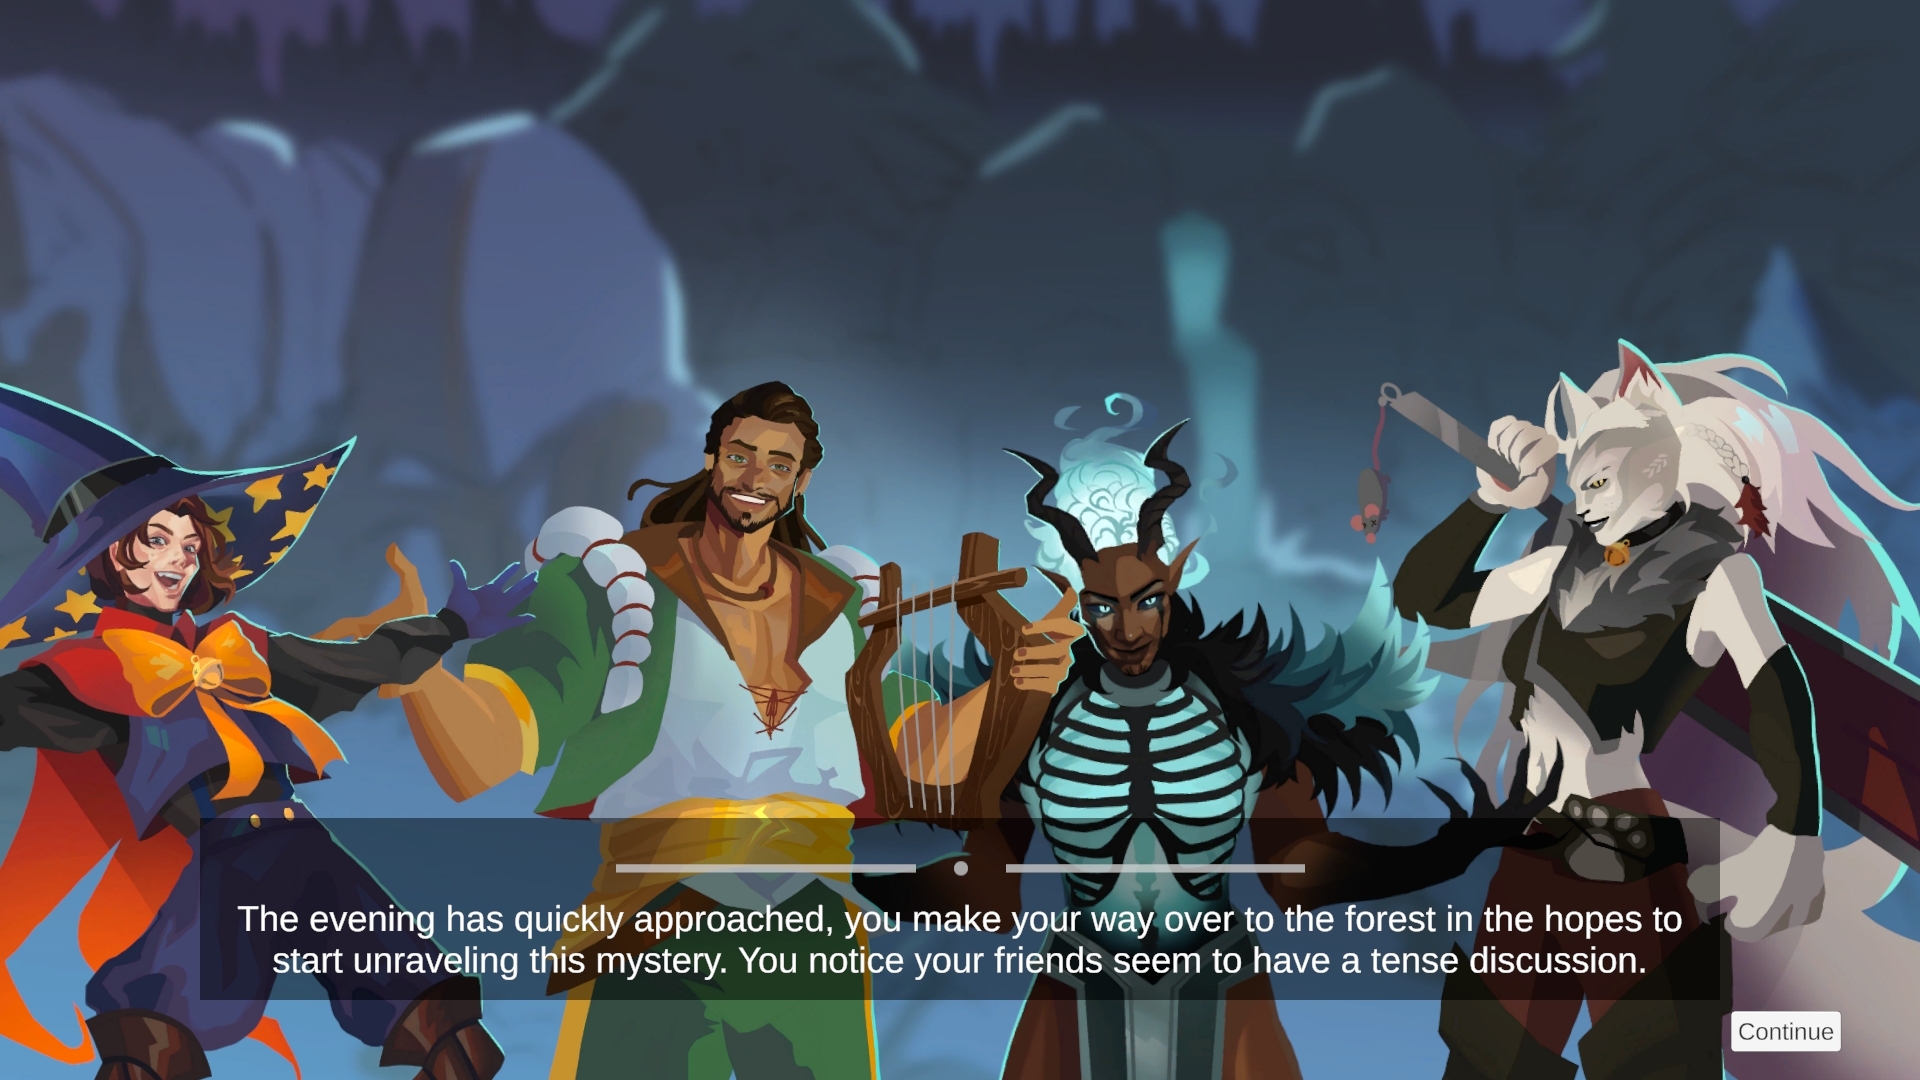 The evening has quickly approached, you make your way over to the forest in the hopes to
start unraveling this mystery. You notice your friends seem to have a tense discussion.
Continue